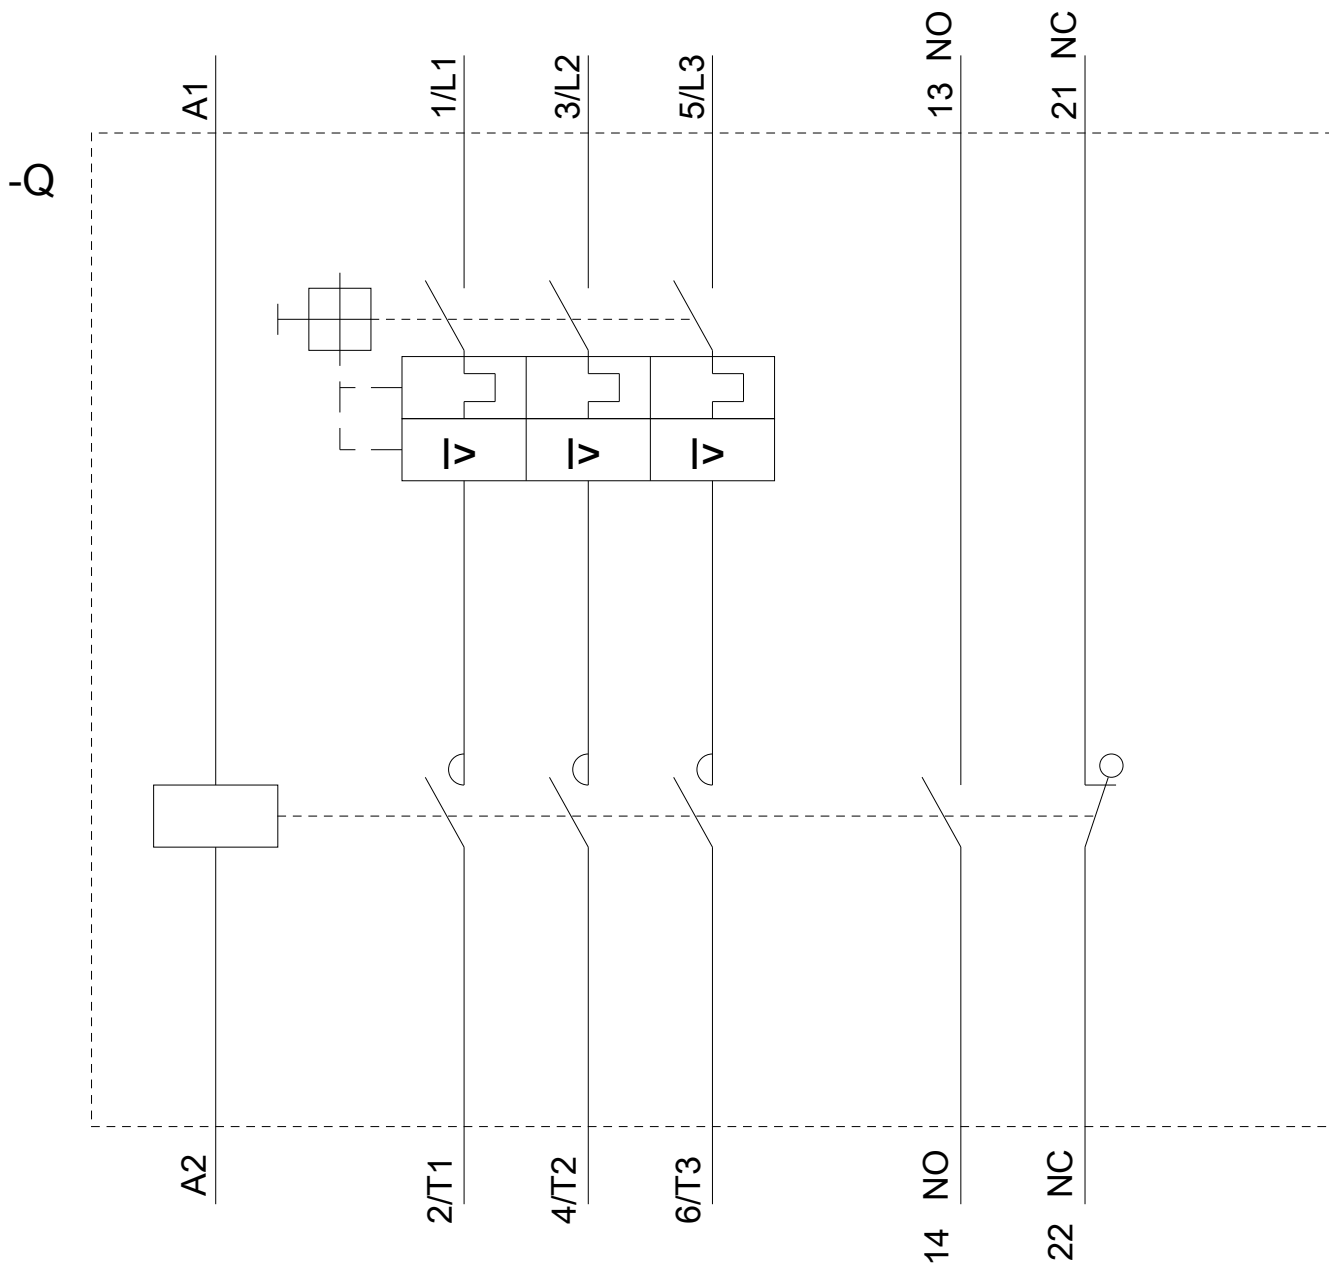 -Q
A1
1/L1
3/L2
5/L3
13 NO
21 NC
I>
I>
I>
A2
2/T1
4/T2
6/T3
14 NO
22 NC